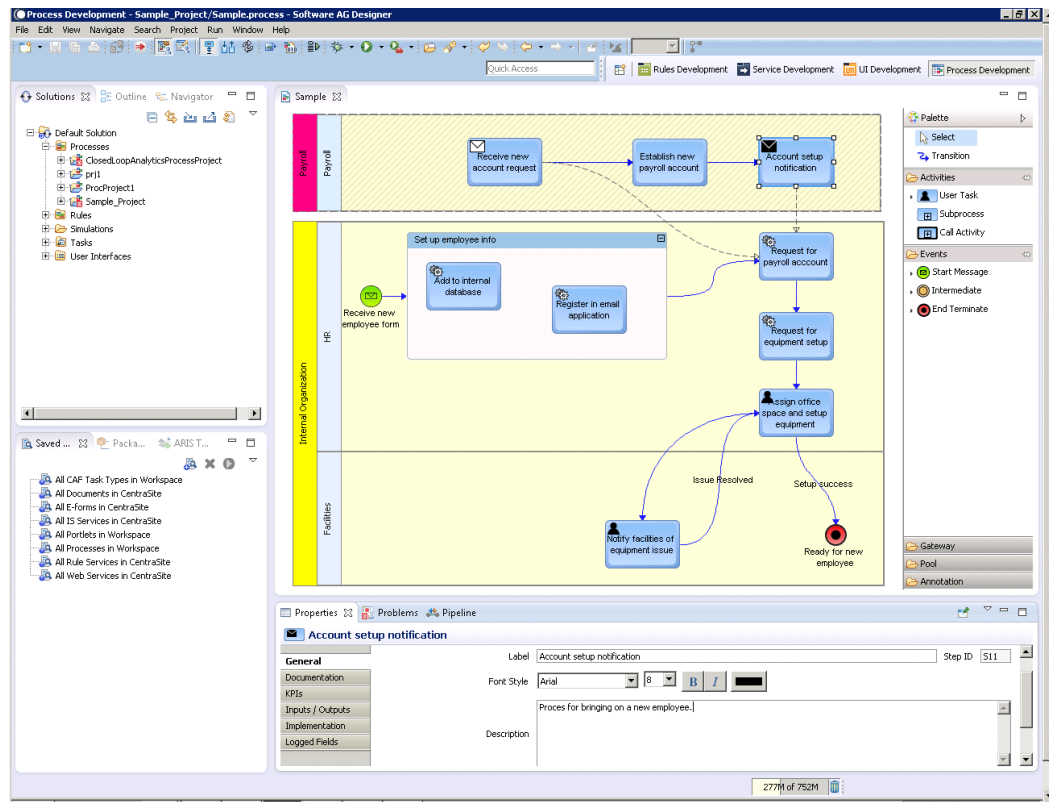 Process Development - Sample_Project/Sample.process - Software AG Designer
File Edit View Navigate Search Project Run Window Help
Quick Access
Rules Development Service Development UI Development Process Development
Solutions Outline Navigator
Default Solution
Processes
ClosedLoopAnalyticsProcessProject
prj1
ProcProject1
Sample_Project
Rules
Simulations
Tasks
User Interfaces
Saved ... Packa... ARIS T...
All CAF Task Types in Workspace
All Documents in CentraSite
All E-forms in CentraSite
All IS Services in CentraSite
All Portlets in Workspace
All Processes in Workspace
All Rule Services in CentraSite
All Web Services in CentraSite
Sample
Payroll
Payroll
Receive new
account request
Establish new
payroll account
Account setup
notification
Internal Organization
HR
Facilities
Receive new
employee form
Set up employee info
Add to internal
database
Register in email
application
Request for
payroll acccount
Request for
equipment setup
Assign office
space and setup
equipment
Issue Resolved
Setup success
Notify facilities of
equipment issue
Ready for new
employee
Palette
Select
Transition
Activities
User Task
Subprocess
Call Activity
Events
Start Message
Intermediate
End Terminate
Gateway
Pool
Annotation
Properties Problems Pipeline
Account setup notification
General
Documentation
KPIs
Inputs / Outputs
Implementation
Logged Fields
Label Account setup notification Step ID S11
Font Style Arial 8 B I
Description Proces for bringing on a new employee.
277M of 752M